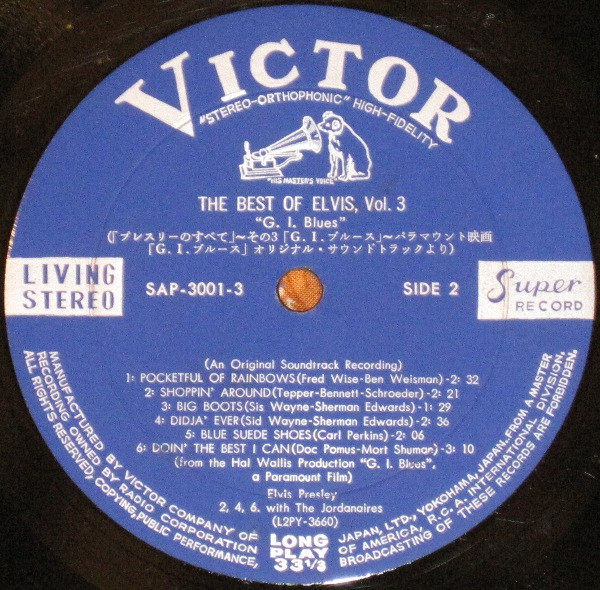 VICTOR
"STEREO-ORTHOPHONIC" HIGH-FIDELITY
"HIS MASTER'S VOICE"
THE BEST OF ELVIS, Vol. 3
"G. I. Blues"
(「プレスリーのすべて」~その3「G. I. ブルース」~パラマウント映画
「G. I. ブルース」オリジナル・サウンドトラックより)
LIVING
STEREO
SAP-3001-3
SIDE 2
Super
RECORD
(An Original Soundtrack Recording)
1: POCKETFUL OF RAINBOWS(Fred Wise-Ben Weisman)-2: 32
2: SHOPPIN' AROUND(Tepper-Bennett-Schroeder)-2: 21
3: BIG BOOTS(Sis Wayne-Sherman Edwards)-1: 29
4: DIDJA' EVER(Sid Wayne-Sherman Edwards)-2: 36
5: BLUE SUEDE SHOES(Carl Perkins)-2: 06
6: DOIN' THE BEST I CAN(Doc Pomus-Mort Shuman)-3: 10
(from the Hal Wallis Production "G. I. Blues",
a Paramount Film)
Elvis Presley
2, 4, 6. with The Jordanaires
(L2PY-3660)
LONG
PLAY
33 1/3
MANUFACTURED BY VICTOR COMPANY OF JAPAN, LTD., YOKOHAMA, JAPAN, FROM A MASTER
RECORDING OWNED BY RADIO CORPORATION OF AMERICA, R.C.A. INTERNATIONAL DIVISION.
ALL RIGHTS RESERVED, COPYING, PUBLIC PERFORMANCE, BROADCASTING OF THESE RECORDS ARE FORBIDDEN.